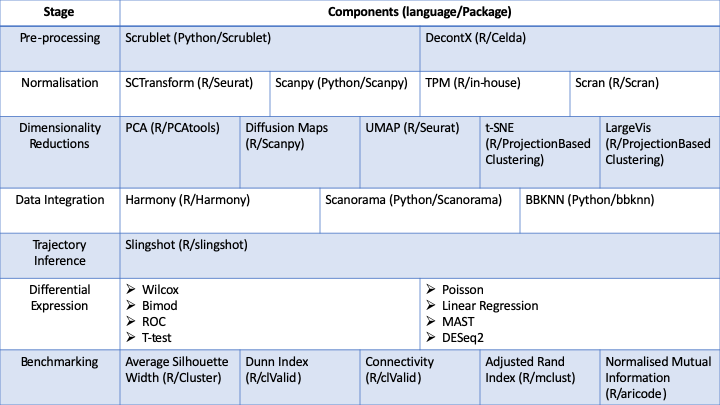 Stage
Components (language/Package)
Pre-processing
Scrublet (Python/Scrublet)
DecontX (R/Celda)
Normalisation
SCTransform (R/Seurat)
Scanpy (Python/Scanpy)
TPM (R/in-house)
Scran (R/Scran)
Dimensionality
Reductions
PCA (R/PCAtools)
Diffusion Maps
(R/Scanpy)
UMAP (R/Seurat)
t-SNE
(R/ProjectionBased
Clustering)
LargeVis
(R/ProjectionBased
Clustering)
Data Integration
Harmony (R/Harmony)
Scanorama (Python/Scanorama)
BBKNN (Python/bbknn)
Trajectory
Inference
Slingshot (R/slingshot)
Differential
Expression
➢ Wilcox
➢ Bimod
➢ ROC
➢ T-test
➢ Poisson
➢ Linear Regression
➢ MAST
➢ DESeq2
Benchmarking
Average Silhouette
Width (R/Cluster)
Dunn Index
(R/clValid)
Connectivity
(R/clValid)
Adjusted Rand
Index (R/mclust)
Normalised Mutual
Information
(R/aricode)